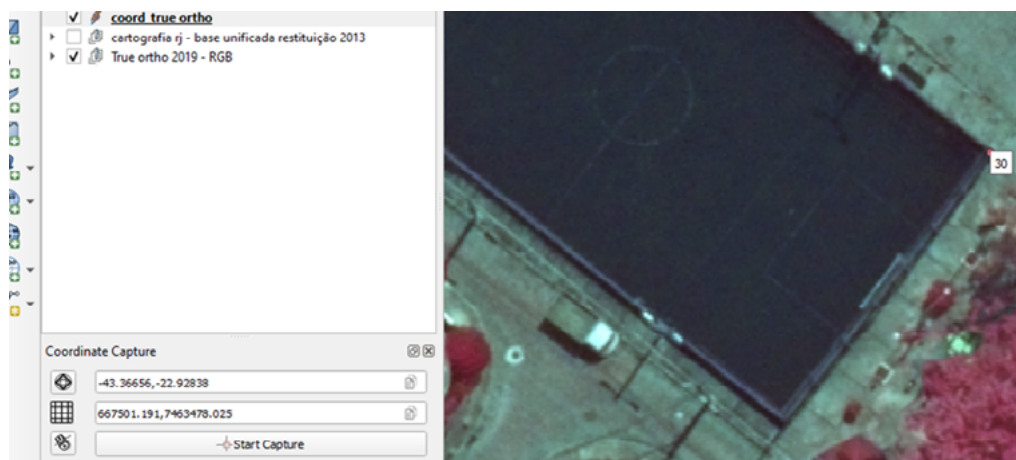 coord_true ortho
cartografia rj - base unificada restituição 2013
True ortho 2019 - RGB
30
Coordinate Capture
-43.36656,-22.92838
667501.191,7463478.025
Start Capture